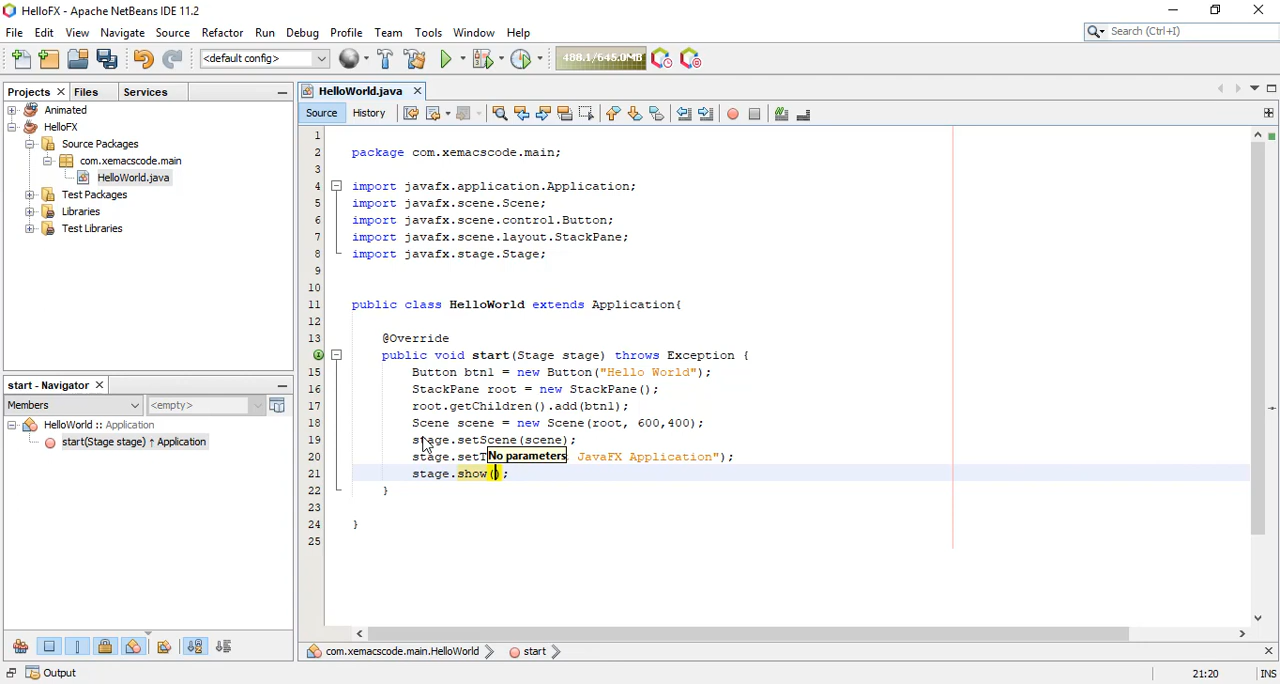 HelloFX - Apache NetBeans IDE 11.2
File Edit View Navigate Source Refactor Run Debug Profile Team Tools Window Help
Search (Ctrl+I)
<default config>
488.1/645.0MB
Projects Files Services
Animated
HelloFX
Source Packages
com.xemacscode.main
HelloWorld.java
Test Packages
Libraries
Test Libraries
start - Navigator
Members
<empty>
HelloWorld :: Application
start(Stage stage) ↑ Application
HelloWorld.java
Source History
1
2 package com.xemacscode.main;
3
4 import javafx.application.Application;
5 import javafx.scene.Scene;
6 import javafx.scene.control.Button;
7 import javafx.scene.layout.StackPane;
8 import javafx.stage.Stage;
9
10
11 public class HelloWorld extends Application{
12
13 @Override
public void start(Stage stage) throws Exception {
15 Button btn1 = new Button("Hello World");
16 StackPane root = new StackPane();
17 root.getChildren().add(btn1);
18 Scene scene = new Scene(root, 600,400);
19 stage.setScene(scene);
20 stage.setT No parameters JavaFX Application");
21 stage.show();
22 }
23
24 }
25
com.xemacscode.main.HelloWorld start
Output
21:20 INS